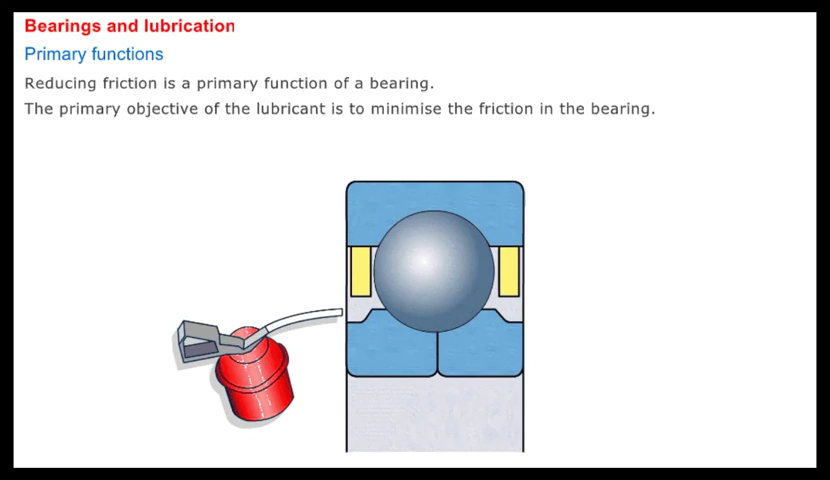 Bearings and lubrication
Primary functions
Reducing friction is a primary function of a bearing.
The primary objective of the lubricant is to minimise the friction in the bearing.